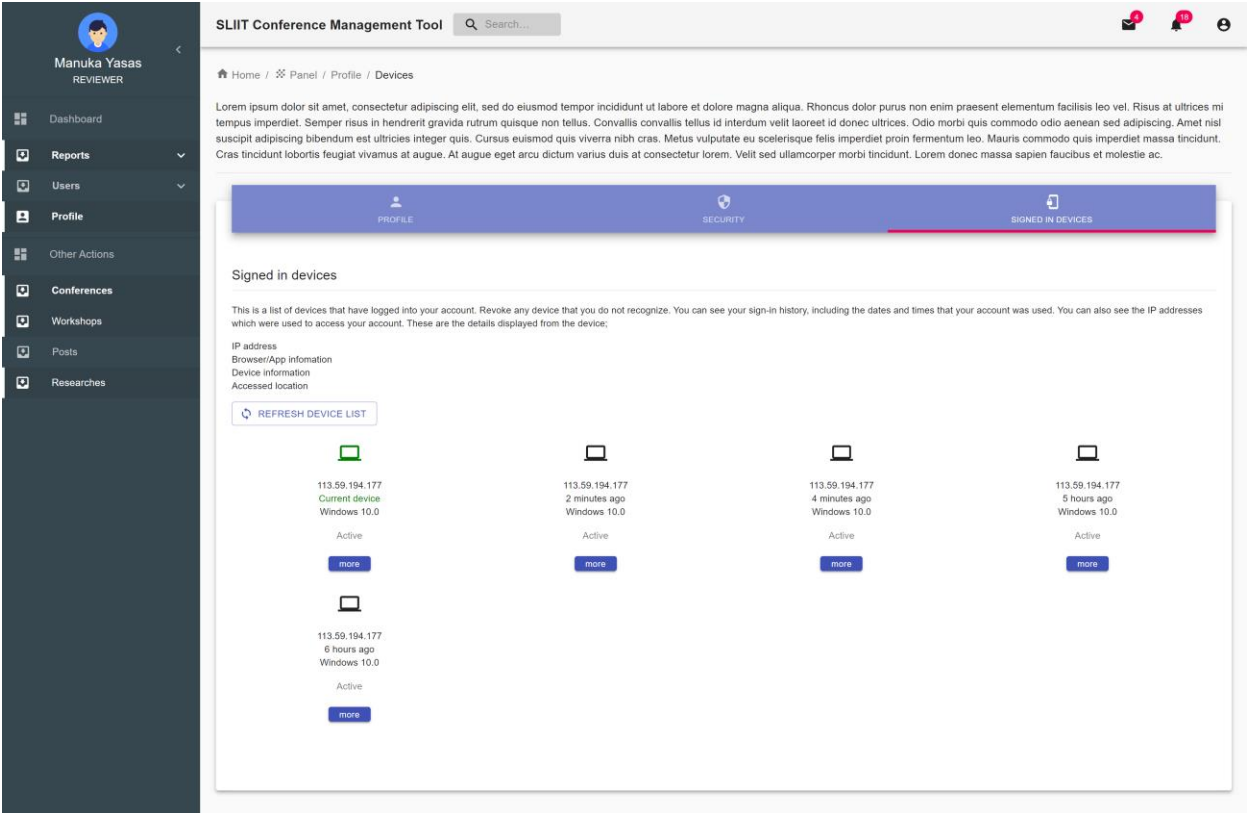 Manuka Yasas
REVIEWER
Dashboard
Reports
Users
Profile
Other Actions
Conferences
Workshops
Posts
Researches
SLIIT Conference Management Tool
Search...
4
18
Home / Panel / Profile / Devices
Lorem ipsum dolor sit amet, consectetur adipiscing elit, sed do eiusmod tempor incididunt ut labore et dolore magna aliqua. Rhoncus dolor purus non enim praesent elementum facilisis leo vel. Risus at ultrices mi
tempus imperdiet. Semper risus in hendrerit gravida rutrum quisque non tellus. Convallis convallis tellus id interdum velit laoreet id donec ultrices. Odio morbi quis commodo odio aenean sed adipiscing. Amet nisl
suscipit adipiscing bibendum est ultricies integer quis. Cursus euismod quis viverra nibh cras. Metus vulputate eu scelerisque felis imperdiet proin fermentum leo. Mauris commodo quis imperdiet massa tincidunt.
Cras tincidunt lobortis feugiat vivamus at augue. At augue eget arcu dictum varius duis at consectetur lorem. Velit sed ullamcorper morbi tincidunt. Lorem donec massa sapien faucibus et molestie ac.
PROFILE
SECURITY
SIGNED IN DEVICES
Signed in devices
This is a list of devices that have logged into your account. Revoke any device that you do not recognize. You can see your sign-in history, including the dates and times that your account was used. You can also see the IP addresses
which were used to access your account. These are the details displayed from the device;
IP address
Browser/App infomation
Device information
Accessed location
REFRESH DEVICE LIST
113.59.194.177
Current device
Windows 10.0
Active
more
113.59.194.177
2 minutes ago
Windows 10.0
Active
more
113.59.194.177
4 minutes ago
Windows 10.0
Active
more
113.59.194.177
5 hours ago
Windows 10.0
Active
more
113.59.194.177
6 hours ago
Windows 10.0
Active
more